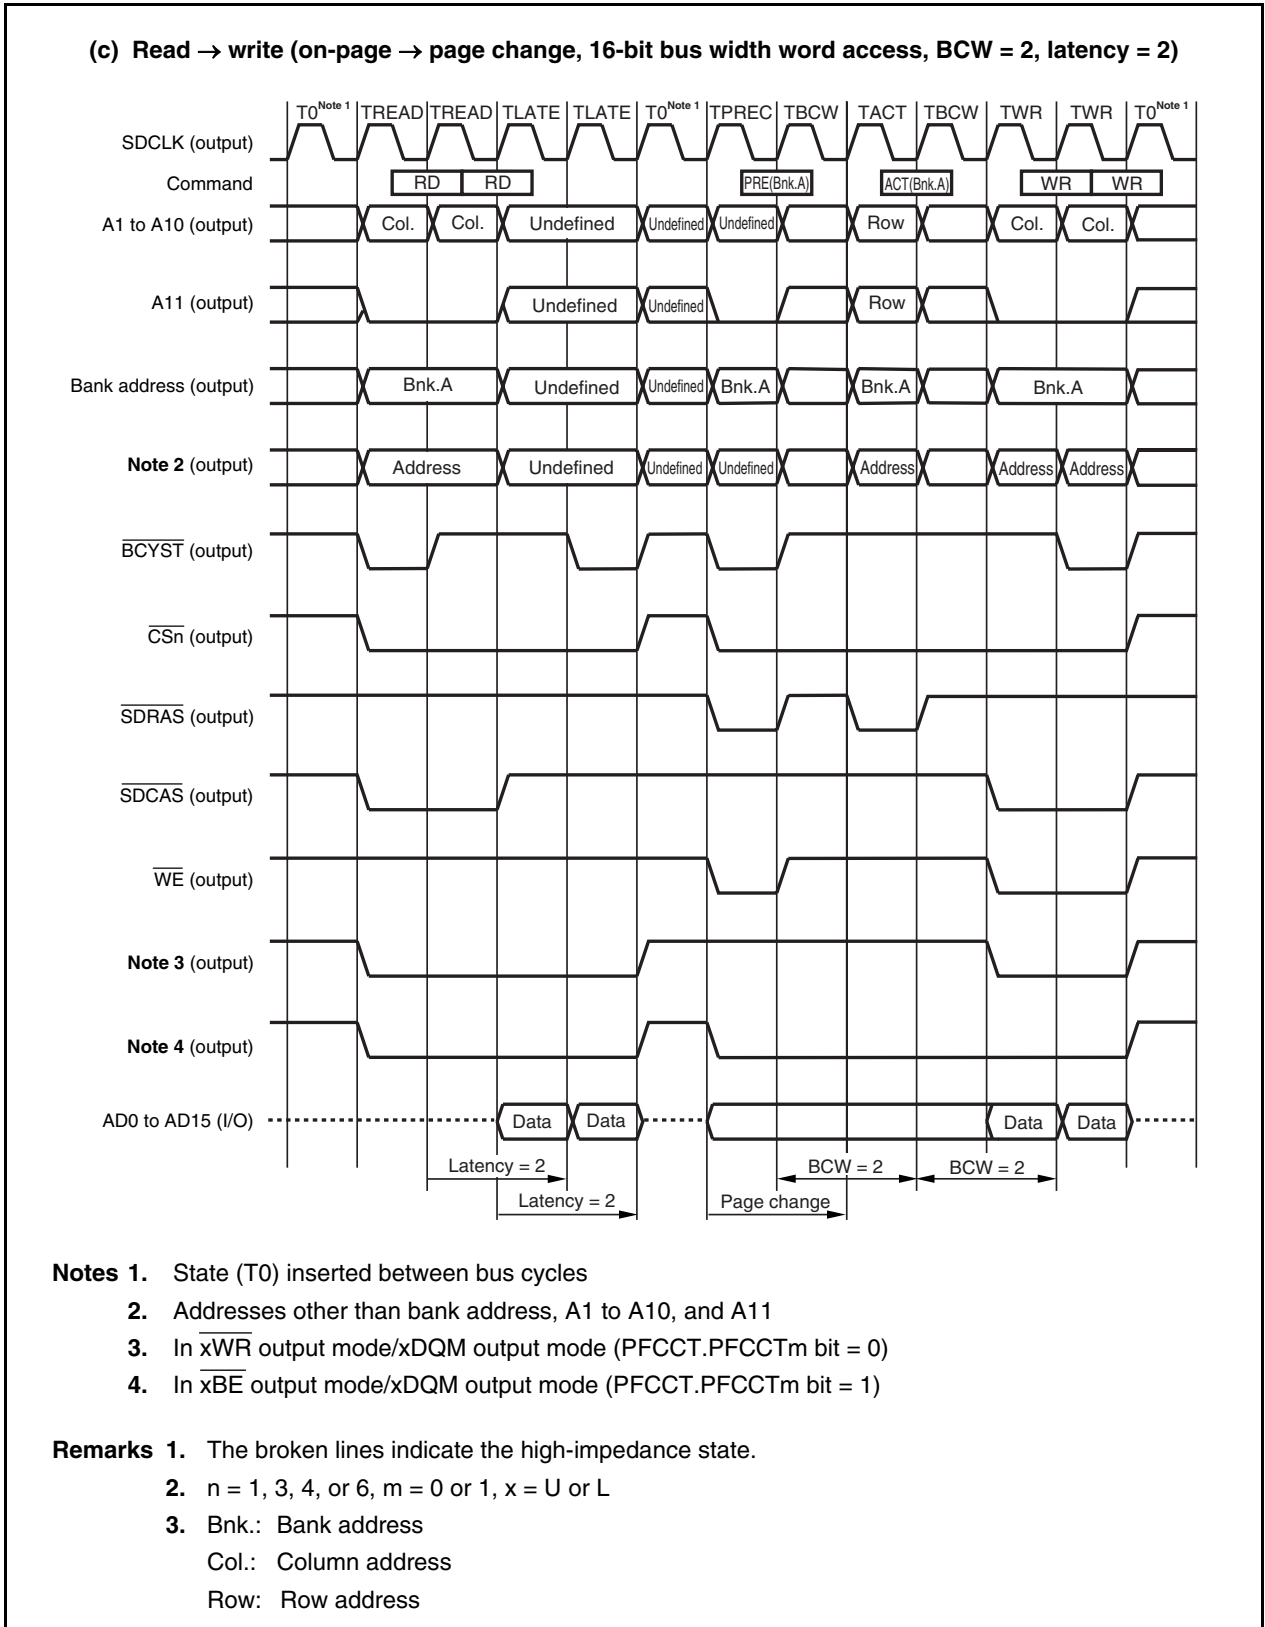 (c) Read → write (on-page → page change, 16-bit bus width word access, BCW = 2, latency = 2)
T0 Note 1 TREAD TREAD TLATE TLATE T0 Note 1 TPREC TBCW TACT TBCW TWR TWR T0 Note 1
SDCLK (output)
Command RD RD PRE(Bnk.A) ACT(Bnk.A) WR WR
A1 to A10 (output) Col. Col. Undefined Undefined Undefined Row Col. Col.
A11 (output) Undefined Undefined Row
Bank address (output) Bnk.A Undefined Undefined Bnk.A Bnk.A Bnk.A
Note 2 (output) Address Undefined Undefined Undefined Address Address Address
BCYST (output)
CSn (output)
SDRAS (output)
SDCAS (output)
WE (output)
Note 3 (output)
Note 4 (output)
AD0 to AD15 (I/O) Data Data Data Data
Latency = 2 BCW = 2 BCW = 2
Latency = 2 Page change
Notes 1. State (T0) inserted between bus cycles
2. Addresses other than bank address, A1 to A10, and A11
3. In xWR output mode/xDQM output mode (PFCCT.PFCCTm bit = 0)
4. In xBE output mode/xDQM output mode (PFCCT.PFCCTm bit = 1)
Remarks 1. The broken lines indicate the high-impedance state.
2. n = 1, 3, 4, or 6, m = 0 or 1, x = U or L
3. Bnk.: Bank address
Col.: Column address
Row: Row address